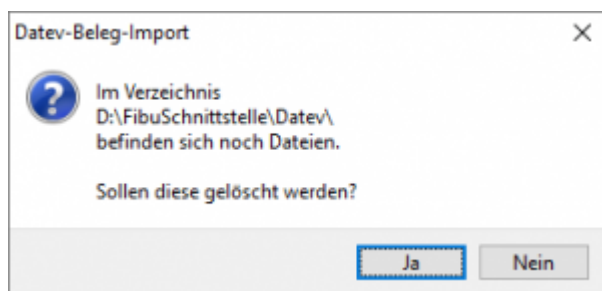 Datev-Beleg-Import
Im Verzeichnis
D:\FibuSchnittstelle\Datev\
befinden sich noch Dateien.
Sollen diese gelöscht werden?
Ja
Nein